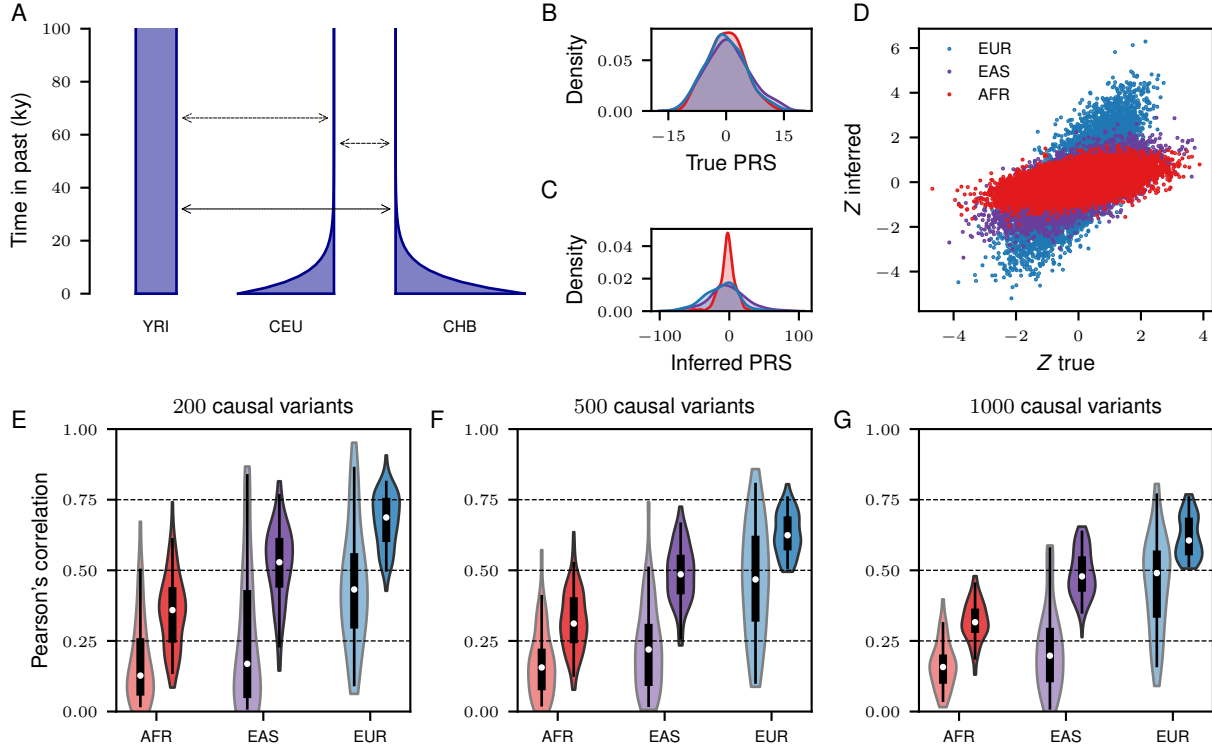 A
Time in past (ky)
100
80
60
40
20
0
YRI
CEU
CHB
B
Density
0.05
0.00
−15
0
15
True PRS
C
Density
0.04
0.02
0.00
−100
0
100
Inferred PRS
D
Z inferred
6
4
2
0
−2
−4
EUR
EAS
AFR
−4
−2
0
2
4
Z true
E
200 causal variants
Pearson's correlation
1.00
0.75
0.50
0.25
0.00
AFR
EAS
EUR
F
500 causal variants
1.00
0.75
0.50
0.25
0.00
AFR
EAS
EUR
G
1000 causal variants
1.00
0.75
0.50
0.25
0.00
AFR
EAS
EUR